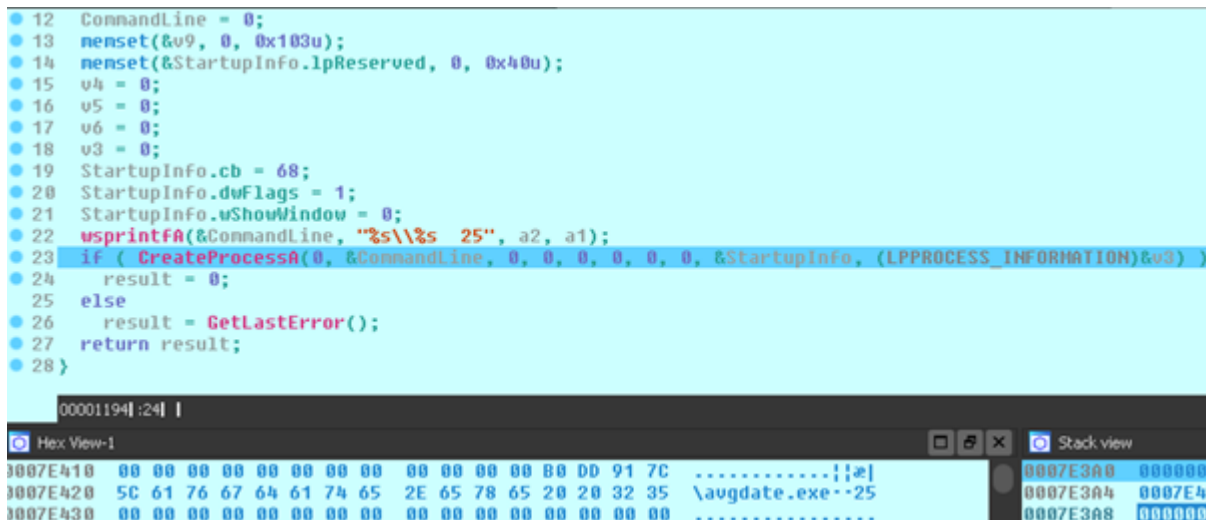 12 CommandLine = 0;
13 memset(&v9, 0, 0x103u);
14 memset(&StartupInfo.lpReserved, 0, 0x40u);
15 v4 = 0;
16 v5 = 0;
17 v6 = 0;
18 v3 = 0;
19 StartupInfo.cb = 68;
20 StartupInfo.dwFlags = 1;
21 StartupInfo.wShowWindow = 0;
22 wsprintfA(&CommandLine, "%s\\%s  25", a2, a1);
23 if ( CreateProcessA(0, &CommandLine, 0, 0, 0, 0, 0, 0, &StartupInfo, (LPPROCESS_INFORMATION)&v3) )
24 result = 0;
25 else
26 result = GetLastError();
27 return result;
28 }
00001194 :24
Hex View-1 Stack view
0007E410 00 00 00 00 00 00 00 00 00 00 00 00 B0 DD 91 7C ............¦¦æ| 0007E3A0 000000
0007E420 5C 61 76 67 64 61 74 65 2E 65 78 65 20 20 32 35 \avgdate.exe··25 0007E3A4 0007E4
0007E430 00 00 00 00 00 00 00 00 00 00 00 00 00 00 00 00 ................ 0007E3A8 000000